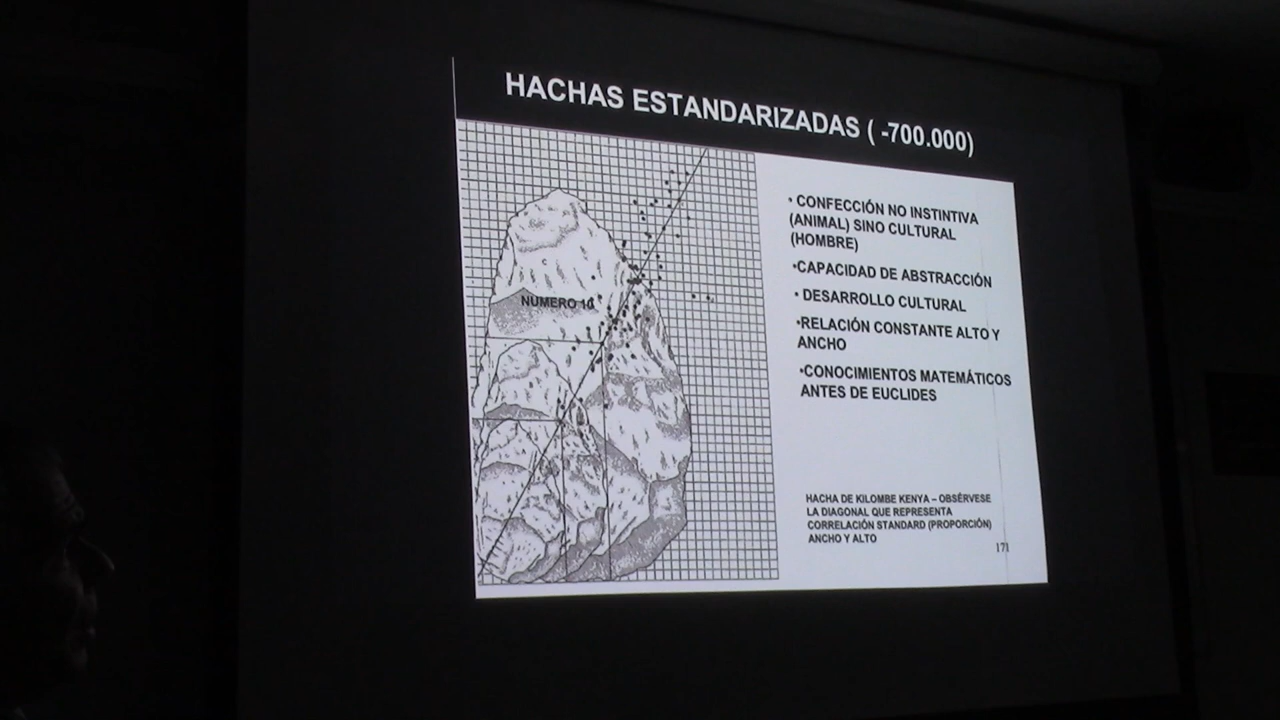 HACHAS ESTANDARIZADAS ( -700.000)
NUMERO 10
• CONFECCIÓN NO INSTINTIVA
(ANIMAL) SINO CULTURAL
(HOMBRE)
•CAPACIDAD DE ABSTRACCIÓN
• DESARROLLO CULTURAL
•RELACIÓN CONSTANTE ALTO Y
ANCHO
•CONOCIMIENTOS MATEMÁTICOS
ANTES DE EUCLIDES
HACHA DE KILOMBE KENYA – OBSÉRVESE
LA DIAGONAL QUE REPRESENTA
CORRELACIÓN STANDARD (PROPORCIÓN)
ANCHO Y ALTO
171